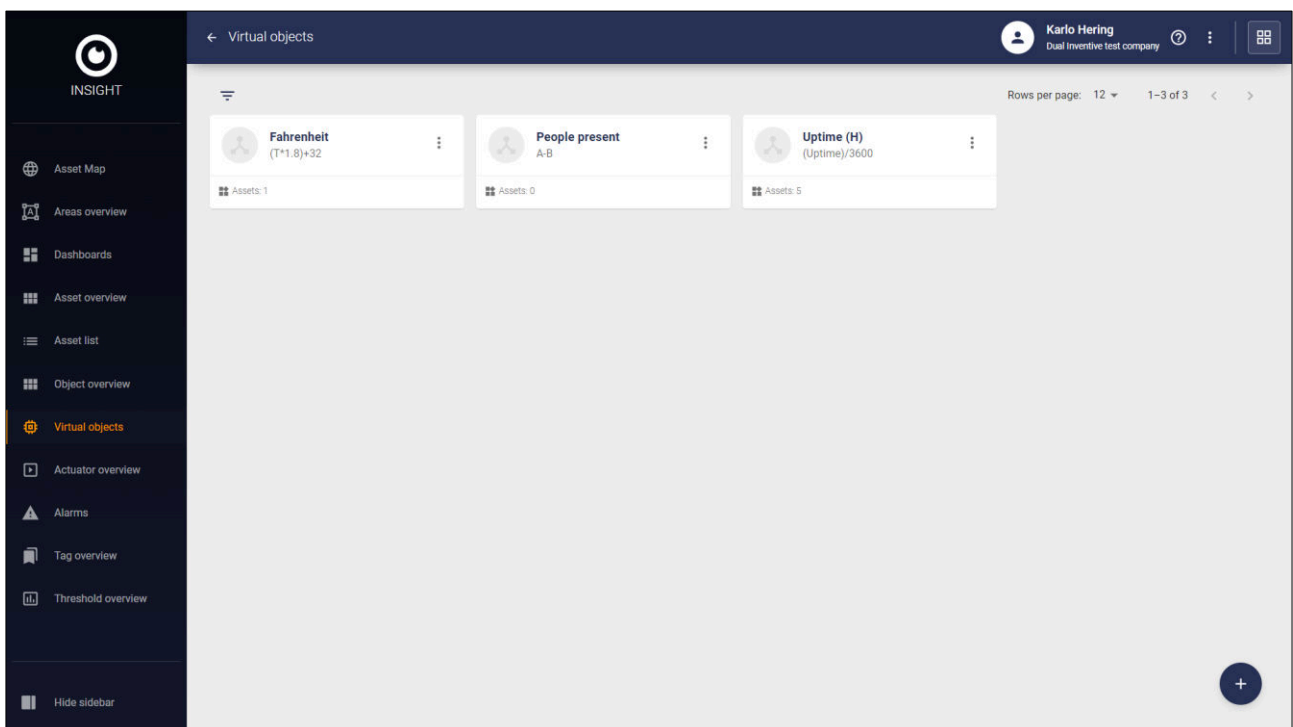 INSIGHT
Asset Map
Areas overview
Dashboards
Asset overview
Asset list
Object overview
Virtual objects
Actuator overview
Alarms
Tag overview
Threshold overview
Hide sidebar
Virtual objects
Karlo Hering
Dual Inventive test company
Rows per page: 12
1–3 of 3
Fahrenheit
(T*1.8)+32
Assets: 1
People present
A-B
Assets: 0
Uptime (H)
(Uptime)/3600
Assets: 5